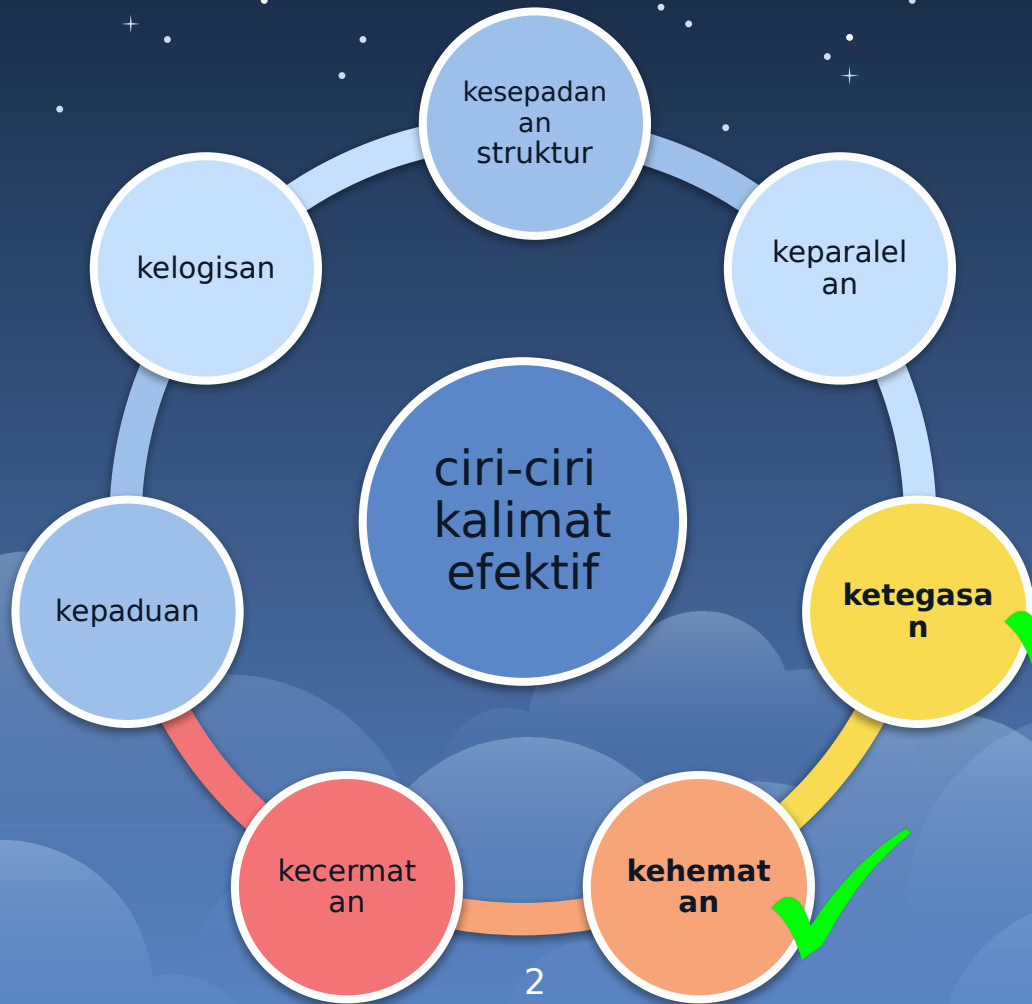 kesepadan
an
struktur
keparalel
an
ketegasa
n
kehemat
an
kecermat
an
kepaduan
kelogisan
ciri-ciri
kalimat
efektif
2